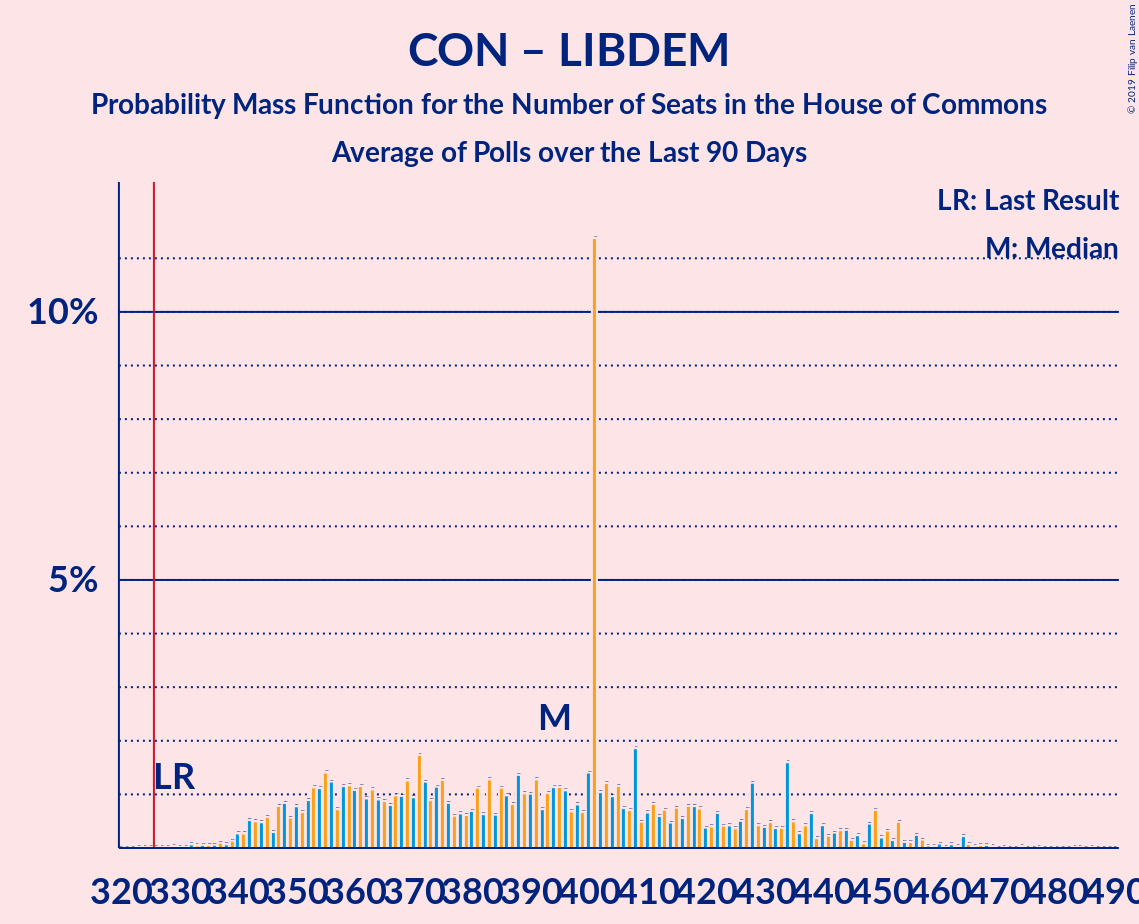 CON – LIBDEM
Probability Mass Function for the Number of Seats in the House of Commons
Average of Polls over the Last 90 Days
© 2019 Filip van Laenen
LR: Last Result
M: Median
10%
5%
M
LR
320 330 340 350 360 370 380 390 400 410 420 430 440 450 460 470 480 490